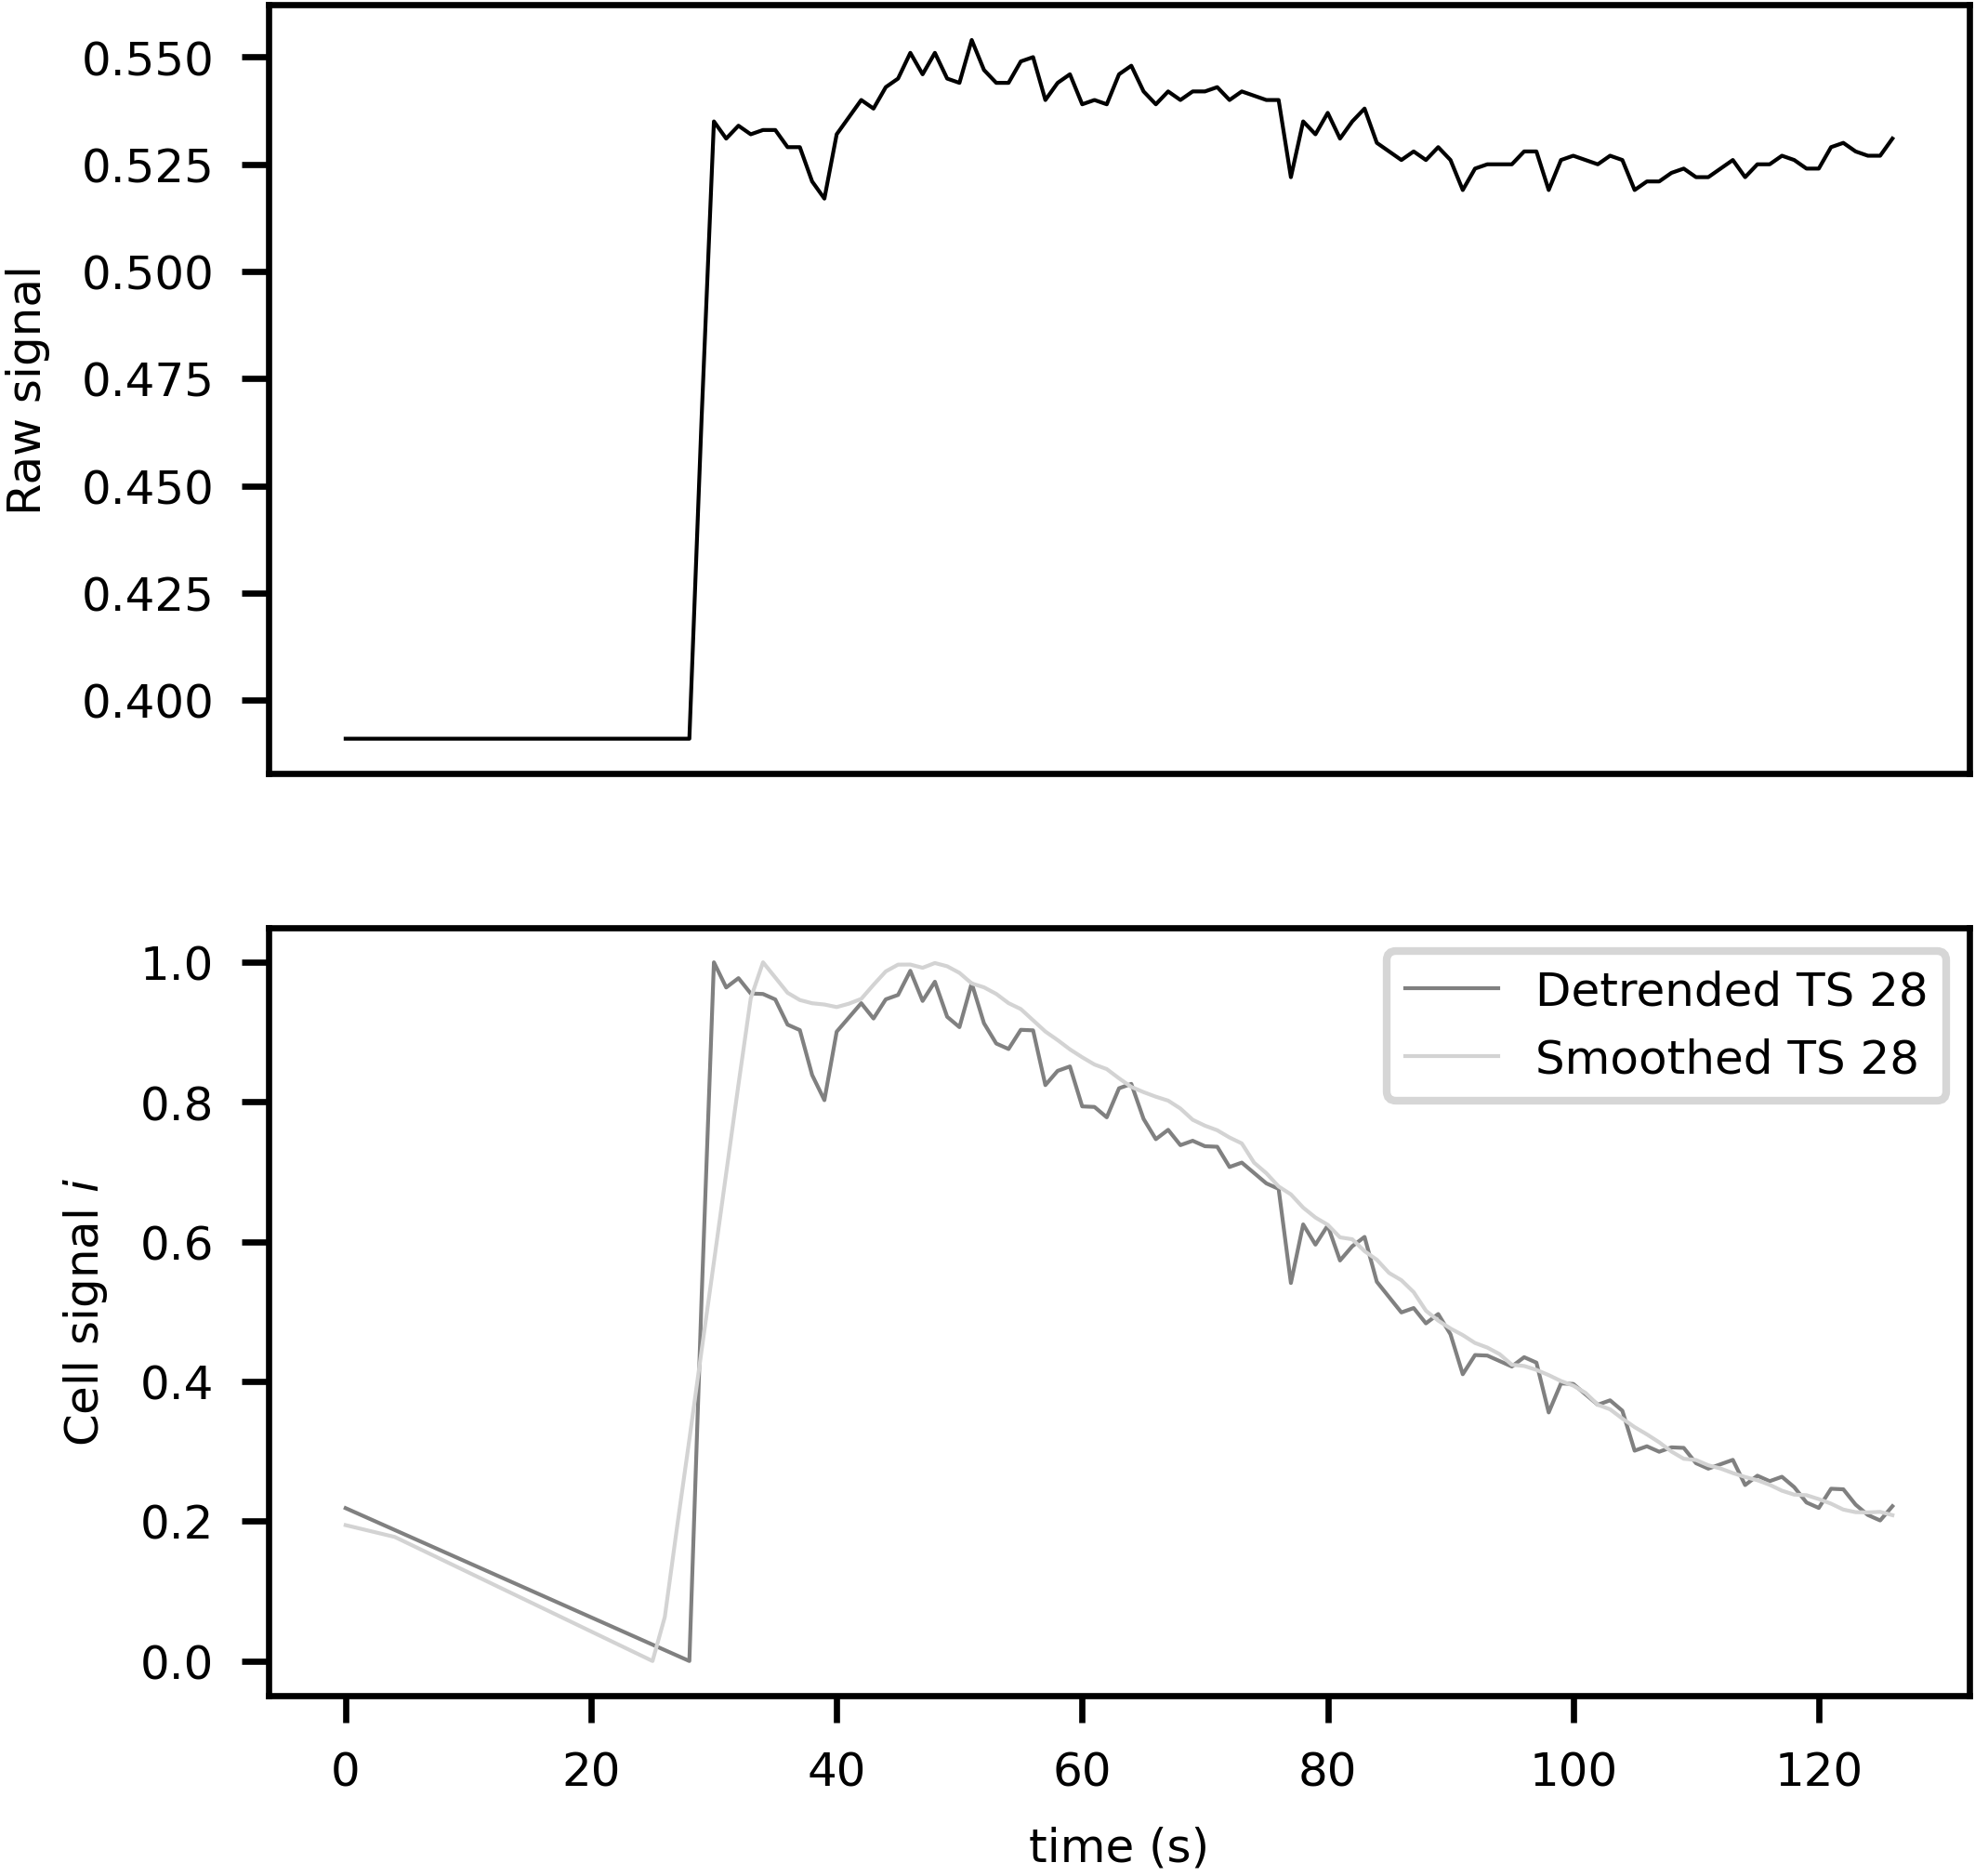 Raw signal
0.550
0.525
0.500
0.475
0.450
0.425
0.400
Cell signal i
1.0
0.8
0.6
0.4
0.2
0.0
Detrended TS 28
Smoothed TS 28
0 20 40 60 80 100 120
time (s)